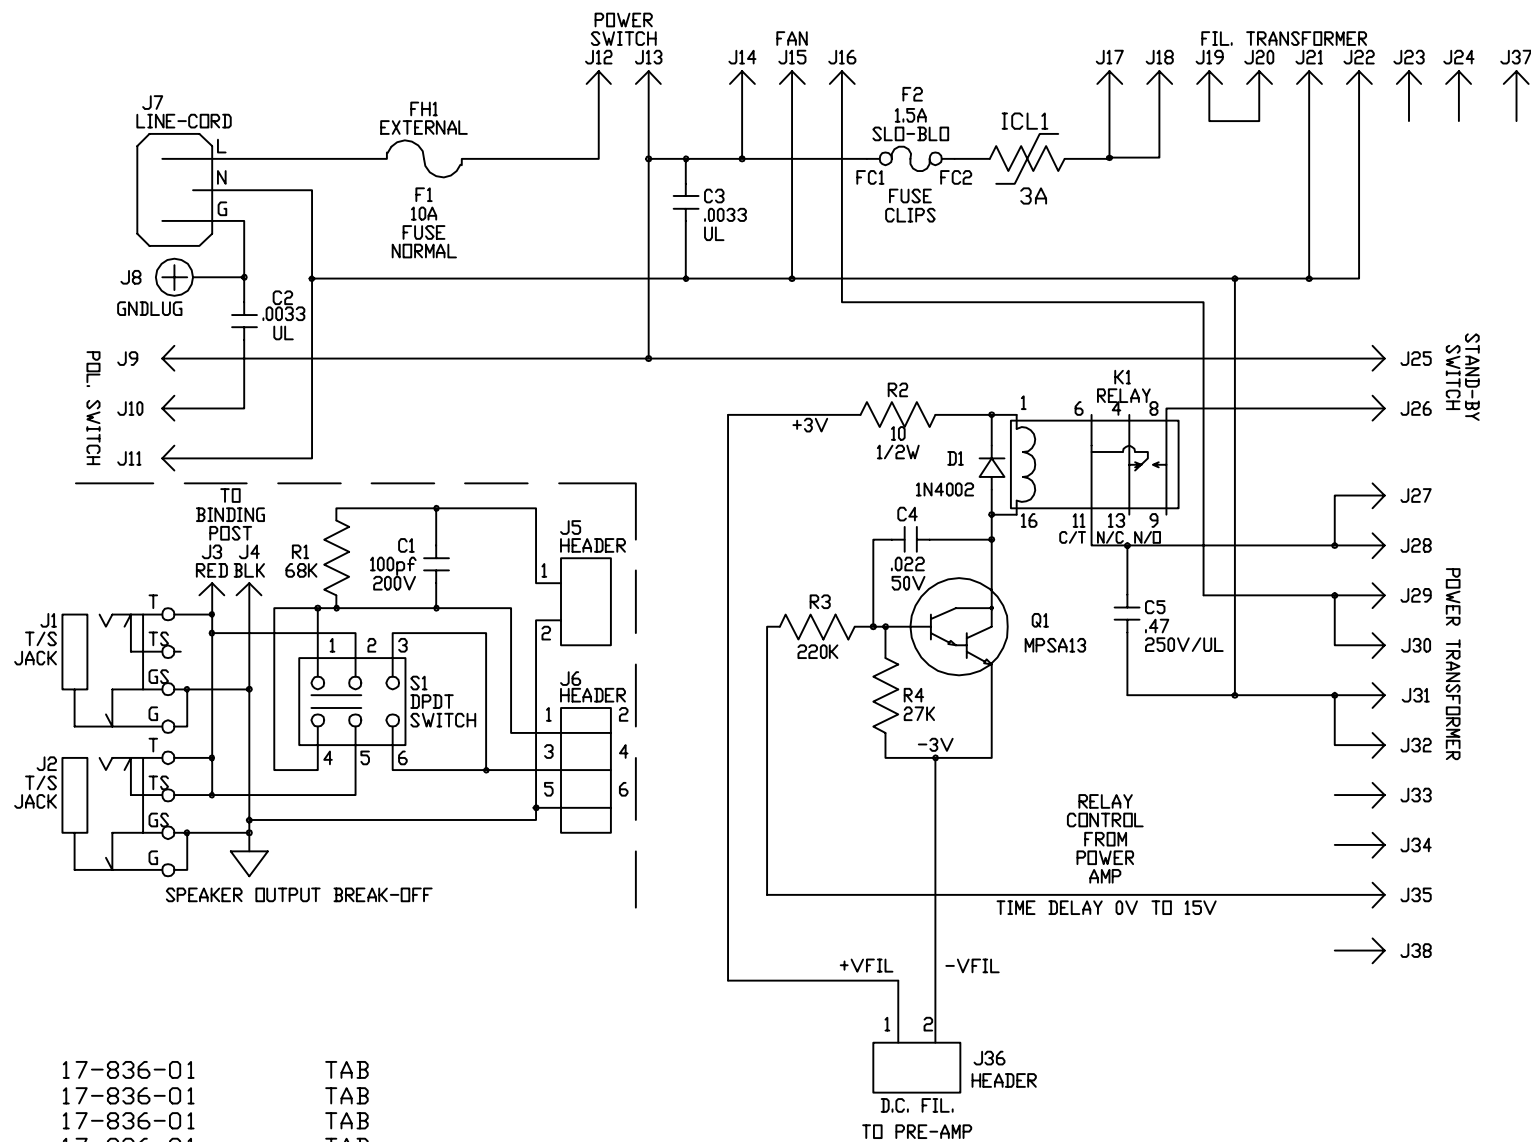 POWER
SWITCH
J12 J13
J14
FAN
J15
J16
J17 J18
FIL. TRANSFORMER
J19 J20 J21 J22
J23 J24 J37
J7
LINE-CORD
L
N
G
FH1
EXTERNAL
F1
10A
FUSE
NORMAL
C3
.0033
UL
F2
1.5A
SLO-BLO
FC1 FC2
FUSE
CLIPS
ICL1
3A
J8
GNDLUG
C2
.0033
UL
POL. SWITCH
J9
J10
J11
STAND-BY
SWITCH
J25
J26
K1
RELAY
1 6 4 8
16 11 13 9
C/T N/C N/O
R2
+3V
10
1/2W
D1
1N4002
C4
.022
50V
R3
220K
R4
27K
Q1
MPSA13
-3V
C5
.47
250V/UL
J27
J28
J29
J30
J31
J32
POWER TRANSFORMER
J33
J34
J35
J38
RELAY
CONTROL
FROM
POWER
AMP
TIME DELAY 0V TO 15V
TO
BINDING
POST
J3 J4
RED BLK
R1
68K
C1
100pf
200V
J5
HEADER
1
2
J1
T/S
JACK
T
TS
GS
G
1 2 3
S1
DPDT
SWITCH
4 5 6
J6
HEADER
1 2
3 4
5 6
J2
T/S
JACK
T
TS
GS
G
SPEAKER OUTPUT BREAK-OFF
+VFIL -VFIL
1 2
J36
HEADER
D.C. FIL.
TO PRE-AMP
17-836-01 TAB
17-836-01 TAB
17-836-01 TAB